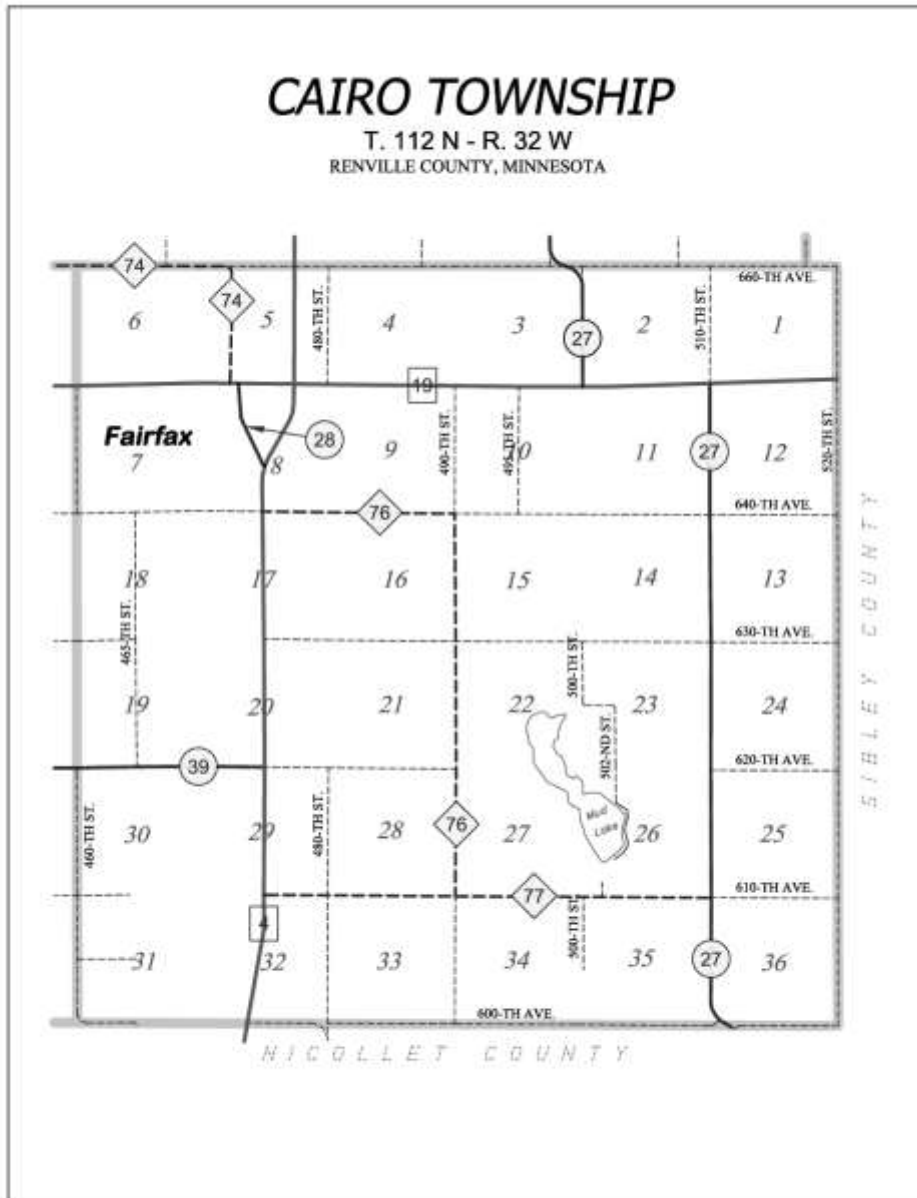 CAIRO TOWNSHIP
T. 112 N - R. 32 W
RENVILLE COUNTY, MINNESOTA
74
660-TH AVE.
74
6
5
480-TH ST.
4
3
27
2
510-TH ST.
1
19
Fairfax
7
28
8
9
490-TH ST.
495-TH ST.
10
11
27
12
520-TH ST.
76
640-TH AVE.
18
465-TH ST.
17
16
15
14
13
630-TH AVE.
19
20
21
22
500-TH ST.
502-ND ST.
23
24
SIBLEY COUNTY
39
620-TH AVE.
460-TH ST.
30
29
480-TH ST.
28
76
27
Mud
Lake
26
25
77
610-TH AVE.
4
31
32
33
34
500-TH ST.
35
27
36
600-TH AVE.
NICOLLET COUNTY